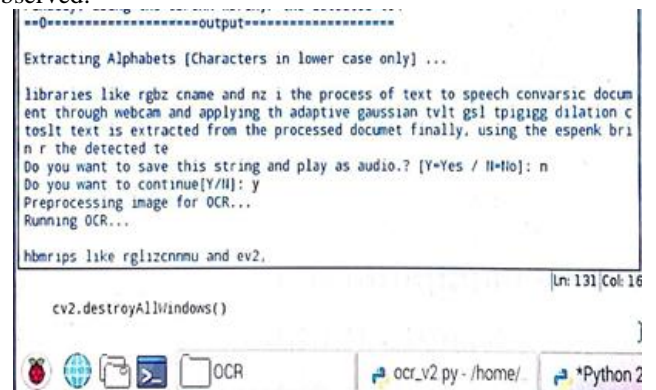 observed.
==0====================output====================
Extracting Alphabets [Characters in lower case only] ...
libraries like rgbz cname and nz i the process of text to speech convarsic docum
ent through webcam and applying th adaptive gaussian tvlt gsl tpigigg dilation c
toslt text is extracted from the processed documet finally, using the espenk bri
n r the detected te
Do you want to save this string and play as audio.? [Y=Yes / N=No]: n
Do you want to continue[Y/N]: y
Preprocessing image for OCR...
Running OCR...
hbmrips like rglizcnnmu and ev2,
Ln: 131 Col: 16
cv2.destroyAllWindows()
OCR
ocr_v2 py - /home/
*Python 2